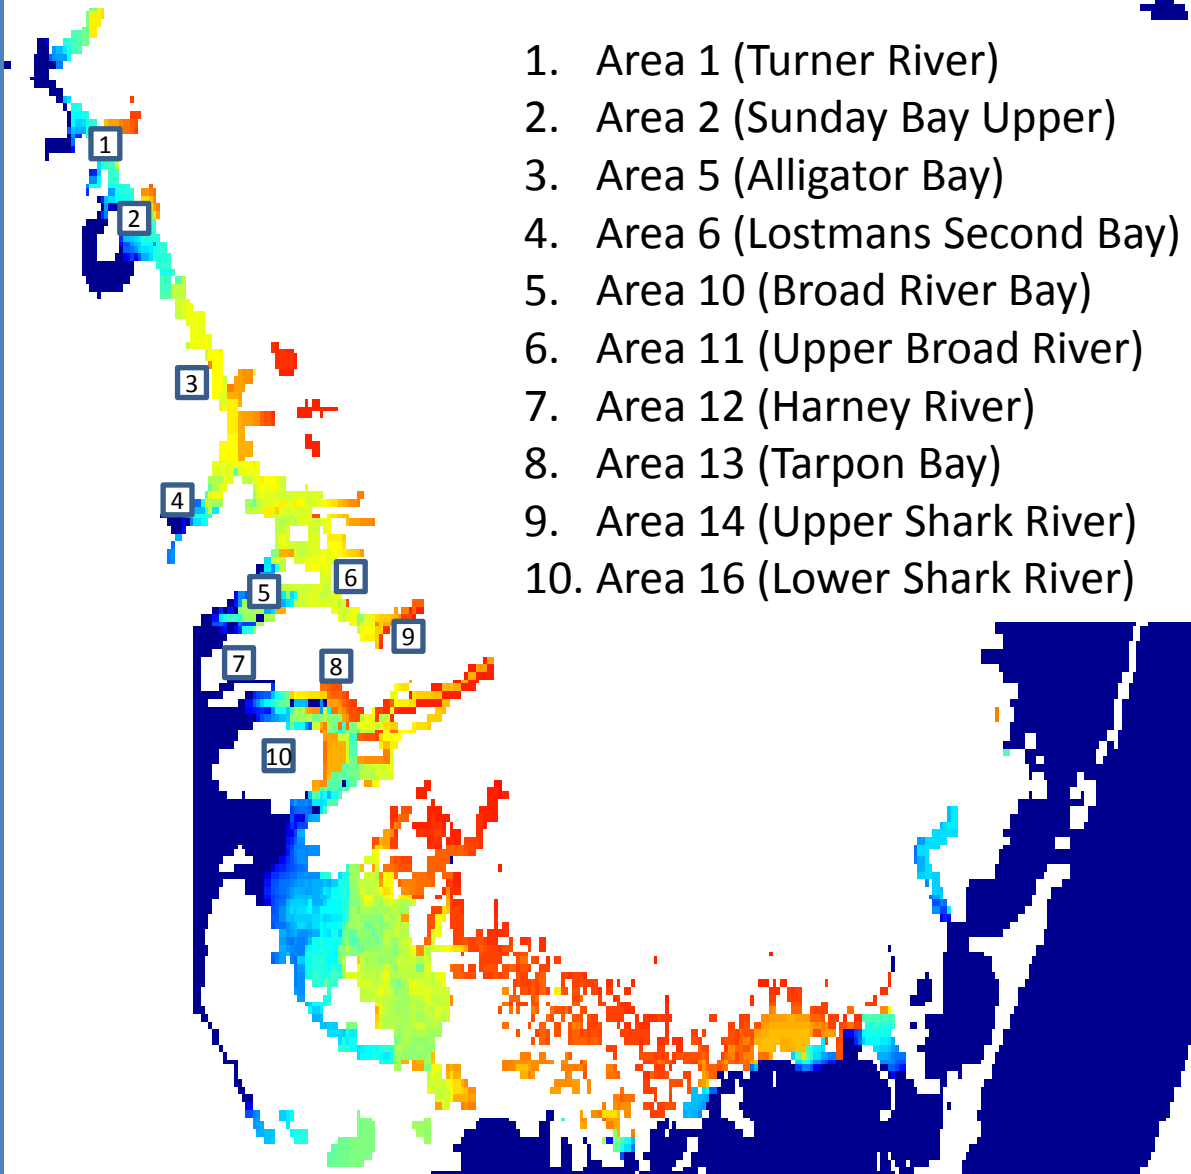 1. Area 1 (Turner River)
2. Area 2 (Sunday Bay Upper)
3. Area 5 (Alligator Bay)
4. Area 6 (Lostmans Second Bay)
5. Area 10 (Broad River Bay)
6. Area 11 (Upper Broad River)
7. Area 12 (Harney River)
8. Area 13 (Tarpon Bay)
9. Area 14 (Upper Shark River)
10. Area 16 (Lower Shark River)
1
2
3
4
5
6
9
7
8
10